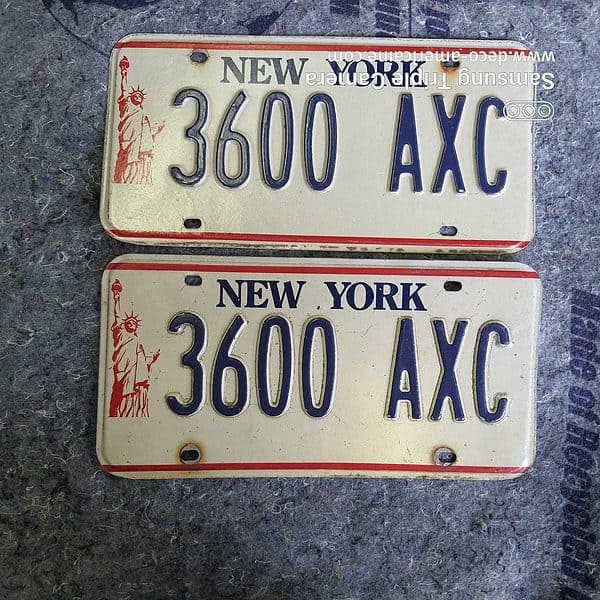 NEW YORK
3600 AXC
NEW YORK
3600 AXC
Samsung Triple Camera
www.deco-americaine.com